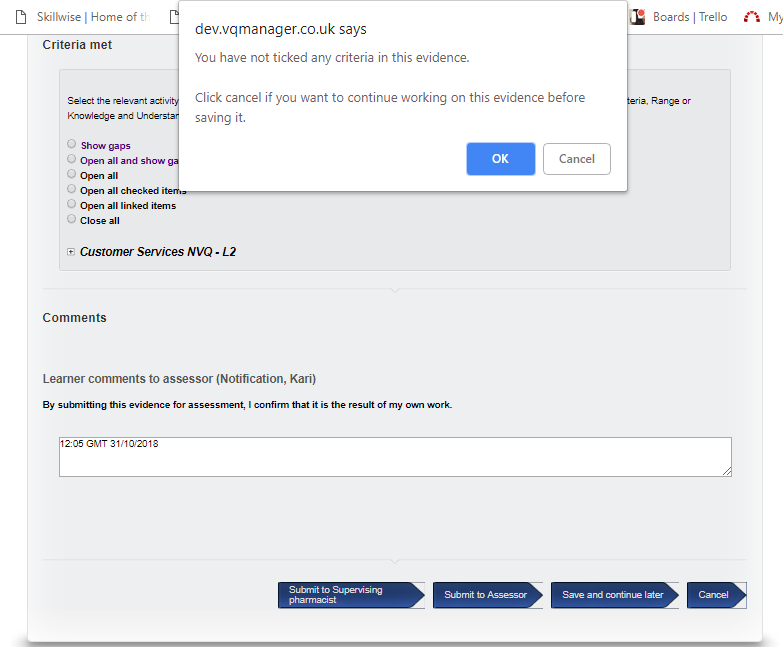 Skillwise | Home of th
Boards | Trello
My
dev.vqmanager.co.uk says
You have not ticked any criteria in this evidence.
Click cancel if you want to continue working on this evidence before
saving it.
OK
Cancel
Criteria met
Select the relevant activity
teria, Range or
Knowledge and Understan
Show gaps
Open all and show ga
Open all
Open all checked items
Open all linked items
Close all
Customer Services NVQ - L2
Comments
Learner comments to assessor (Notification, Kari)
By submitting this evidence for assessment, I confirm that it is the result of my own work.
12:05 GMT 31/10/2018
Submit to Supervising
pharmacist
Submit to Assessor
Save and continue later
Cancel